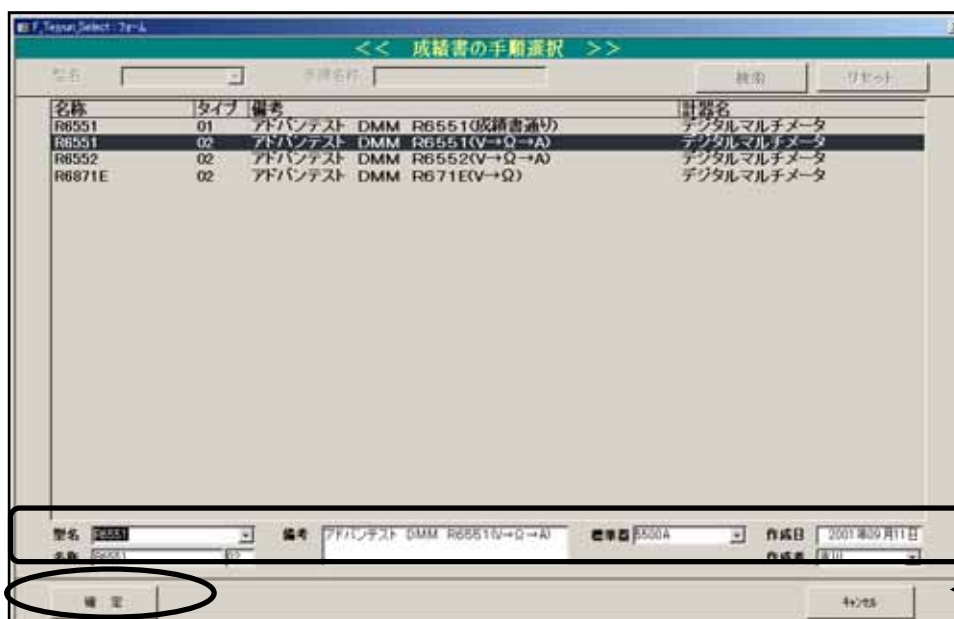 F_Tejun_Select : フォーム
<< 成績書の手順選択 >>
型名 手順名称 検索 リセット
名称 タイプ 備考 計器名
R6551 01 アドバンテスト DMM R6551(成績書通り) デジタルマルチメータ
R6551 02 アドバンテスト DMM R6551(V→Ω→A) デジタルマルチメータ
R6552 02 アドバンテスト DMM R6552(V→Ω→A) デジタルマルチメータ
R6871E 02 アドバンテスト DMM R671E(V→Ω) デジタルマルチメータ
型名 R6551 備考 アドバンテスト DMM R6551(V→Ω→A) 標準器 5500A 作成日 2001年09月11日
名称 R6551 02 作成者
確 定 キャンセル